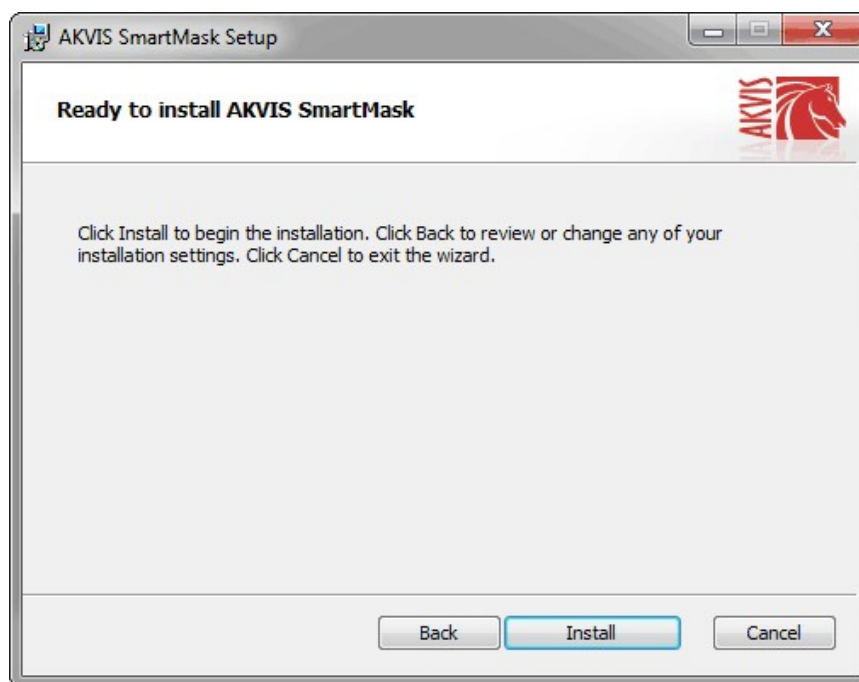 AKVIS SmartMask Setup
Ready to install AKVIS SmartMask
AKVIS
Click Install to begin the installation. Click Back to review or change any of your
installation settings. Click Cancel to exit the wizard.
Back Install Cancel